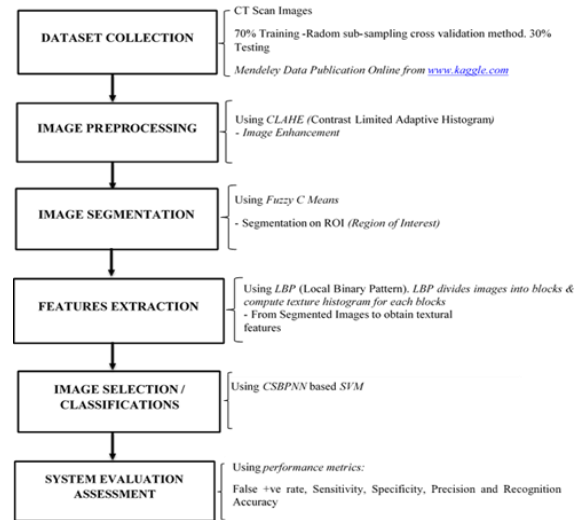 DATASET COLLECTION
CT Scan Images
70% Training -Radom sub-sampling cross validation method. 30%
Testing
Mendeley Data Publication Online from www.kaggle.com
IMAGE PREPROCESSING
Using CLAHE (Contrast Limited Adaptive Histogram)
- Image Enhancement
IMAGE SEGMENTATION
Using Fuzzy C Means
- Segmentation on ROI (Region of Interest)
FEATURES EXTRACTION
Using LBP (Local Binary Pattern). LBP divides images into blocks &
compute texture histogram for each blocks
- From Segmented Images to obtain textural
features
IMAGE SELECTION /
CLASSIFICATIONS
Using CSBPNN based SVM
SYSTEM EVALUATION
ASSESSMENT
Using performance metrics:
False +ve rate, Sensitivity, Specificity, Precision and Recognition
Accuracy